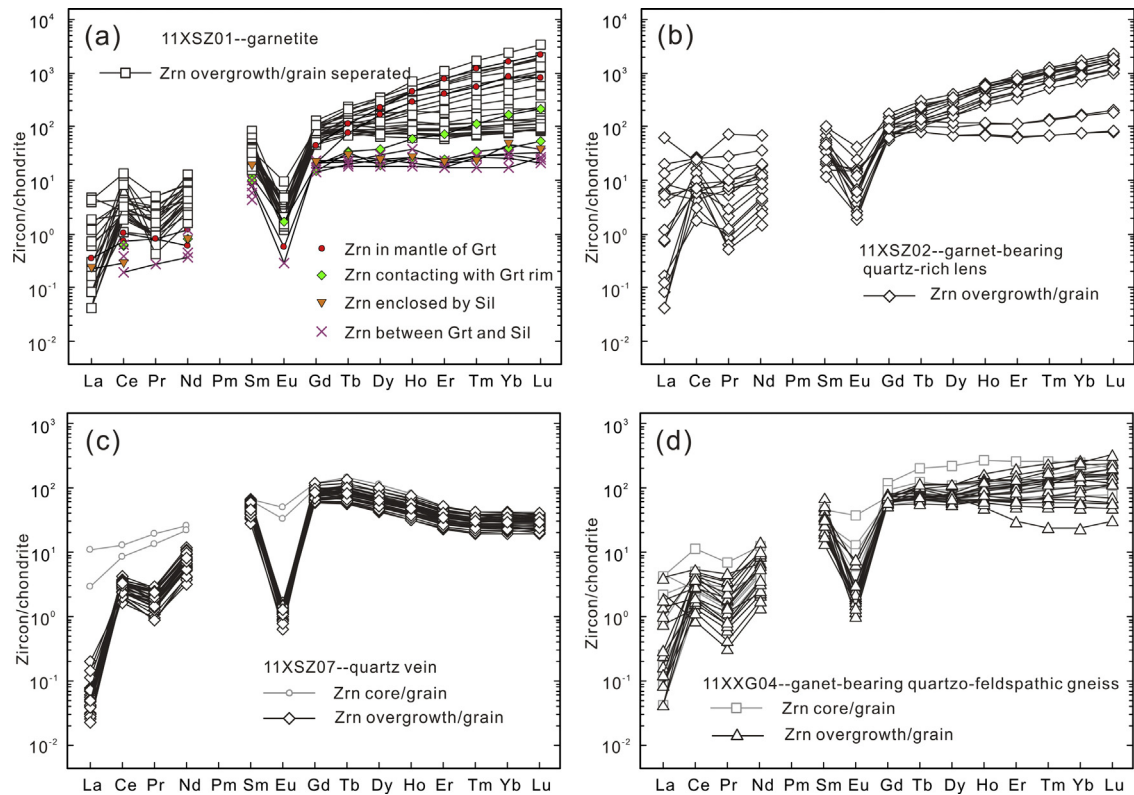 (a)
11XSZ01--garnetite
Zrn overgrowth/grain seperated
Zrn in mantle of Grt
Zrn contacting with Grt rim
Zrn enclosed by Sil
Zrn between Grt and Sil
Zircon/chondrite
10^4
10^3
10^2
10^1
10^0
10^-1
10^-2
La Ce Pr Nd Pm Sm Eu Gd Tb Dy Ho Er Tm Yb Lu
(b)
11XSZ02--garnet-bearing
quartz-rich lens
Zrn overgrowth/grain
Zircon/chondrite
10^4
10^3
10^2
10^1
10^0
10^-1
10^-2
La Ce Pr Nd Pm Sm Eu Gd Tb Dy Ho Er Tm Yb Lu
(c)
11XSZ07--quartz vein
Zrn core/grain
Zrn overgrowth/grain
Zircon/chondrite
10^3
10^2
10^1
10^0
10^-1
10^-2
La Ce Pr Nd Pm Sm Eu Gd Tb Dy Ho Er Tm Yb Lu
(d)
11XXG04--ganet-bearing quartzo-feldspathic gneiss
Zrn core/grain
Zrn overgrowth/grain
Zircon/chondrite
10^3
10^2
10^1
10^0
10^-1
10^-2
La Ce Pr Nd Pm Sm Eu Gd Tb Dy Ho Er Tm Yb Lu